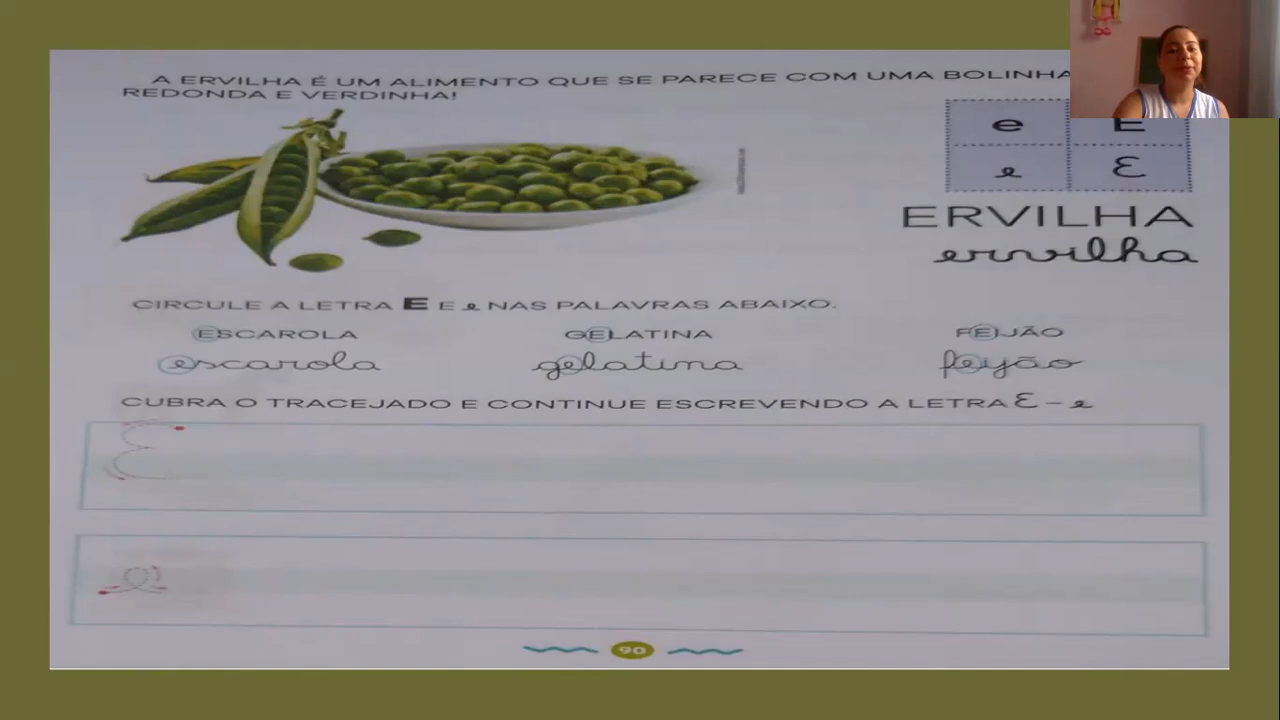 A ERVILHA É UM ALIMENTO QUE SE PARECE COM UMA BOLINHA
REDONDA E VERDINHA!
e E
e E
ERVILHA
ervilha
CIRCULE A LETRA E E e NAS PALAVRAS ABAIXO.
ESCAROLA GELATINA FEIJÃO
escarola gelatina feijão
CUBRA O TRACEJADO E CONTINUE ESCREVENDO A LETRA E - e
E
e
90